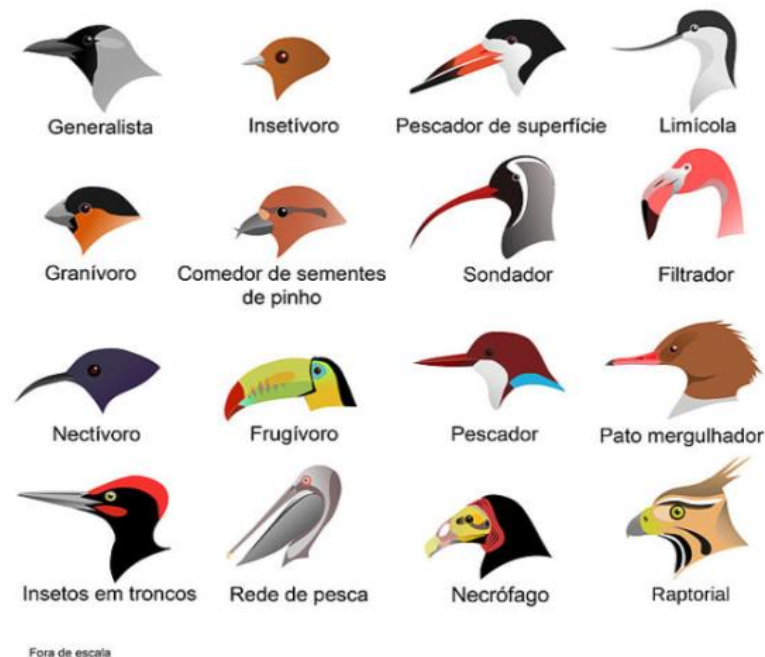 Generalista
Insetívoro
Pescador de superfície
Limícola
Granívoro
Comedor de sementes
de pinho
Sondador
Filtrador
Nectívoro
Frugívoro
Pescador
Pato mergulhador
Insetos em troncos
Rede de pesca
Necrófago
Raptorial
Fora de escala